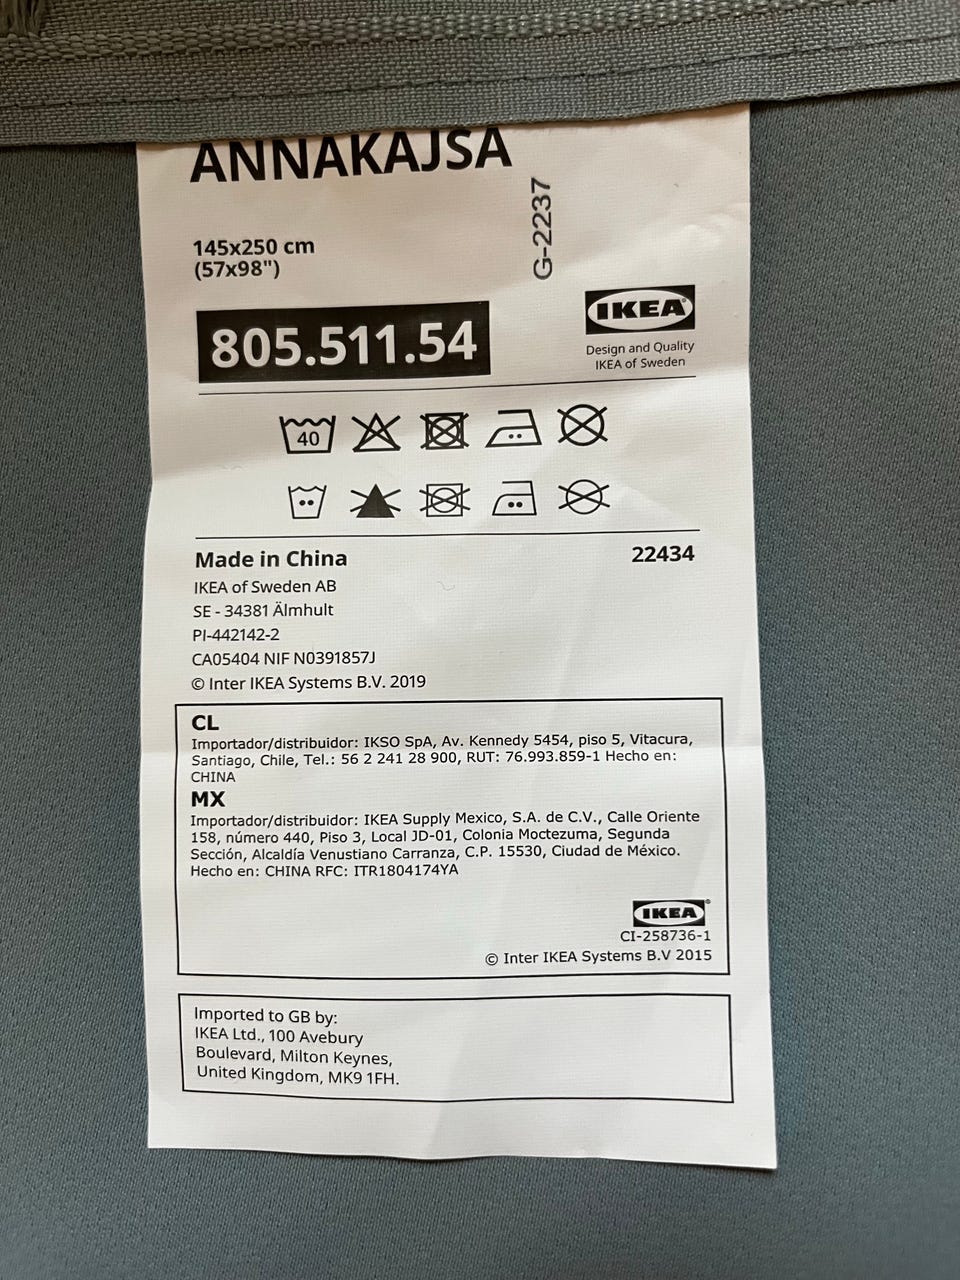 ANNAKAJSA
G-2237
145x250 cm
(57x98")
805.511.54
IKEA®
Design and Quality
IKEA of Sweden
40
Made in China
22434
IKEA of Sweden AB
SE - 34381 Älmhult
PI-442142-2
CA05404 NIF N0391857J
© Inter IKEA Systems B.V. 2019
CL
Importador/distribuidor: IKSO SpA, Av. Kennedy 5454, piso 5, Vitacura,
Santiago, Chile, Tel.: 56 2 241 28 900, RUT: 76.993.859-1 Hecho en:
CHINA
MX
Importador/distribuidor: IKEA Supply Mexico, S.A. de C.V., Calle Oriente
158, número 440, Piso 3, Local JD-01, Colonia Moctezuma, Segunda
Sección, Alcaldía Venustiano Carranza, C.P. 15530, Ciudad de México.
Hecho en: CHINA RFC: ITR1804174YA
IKEA®
CI-258736-1
© Inter IKEA Systems B.V 2015
Imported to GB by:
IKEA Ltd., 100 Avebury
Boulevard, Milton Keynes,
United Kingdom, MK9 1FH.